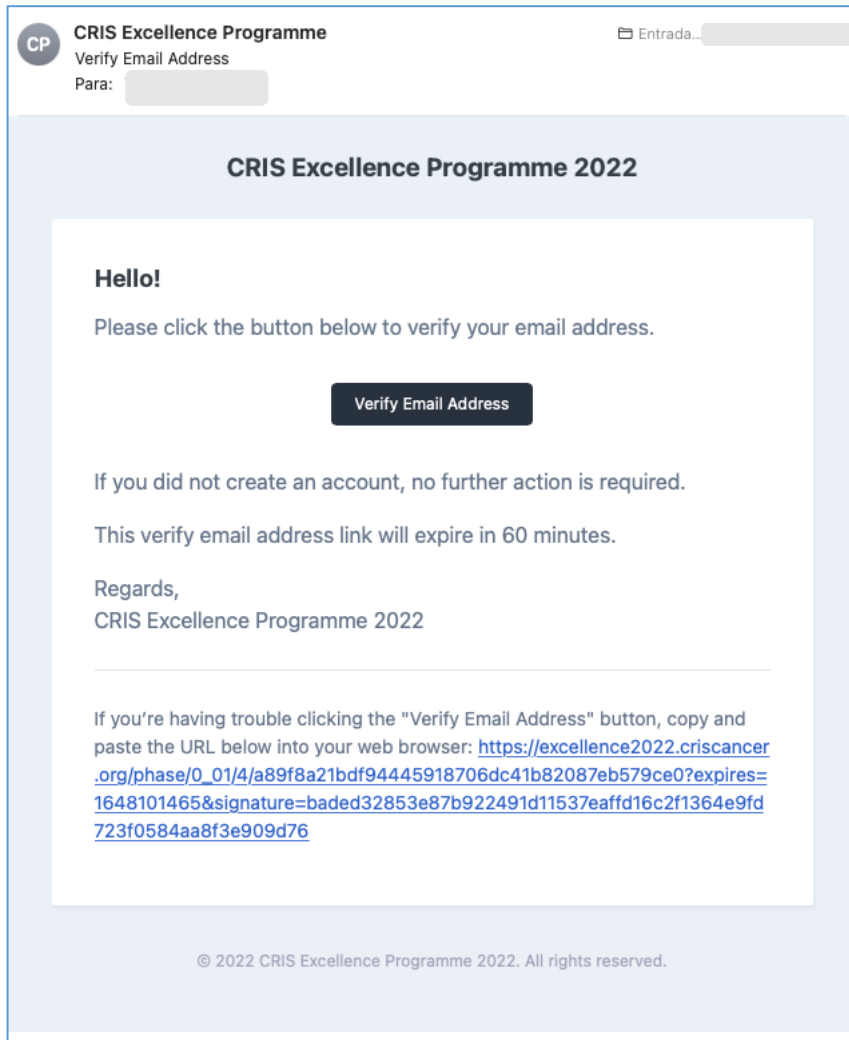 CP
CRIS Excellence Programme
Entrada...
Verify Email Address
Para:
CRIS Excellence Programme 2022
Hello!
Please click the button below to verify your email address.
Verify Email Address
If you did not create an account, no further action is required.
This verify email address link will expire in 60 minutes.
Regards,
CRIS Excellence Programme 2022
If you're having trouble clicking the "Verify Email Address" button, copy and
paste the URL below into your web browser: https://excellence2022.criscancer
.org/phase/0_01/4/a89f8a21bdf94445918706dc41b82087eb579ce0?expires=
1648101465&signature=baded32853e87b922491d11537eaffd16c2f1364e9fd
723f0584aa8f3e909d76
© 2022 CRIS Excellence Programme 2022. All rights reserved.